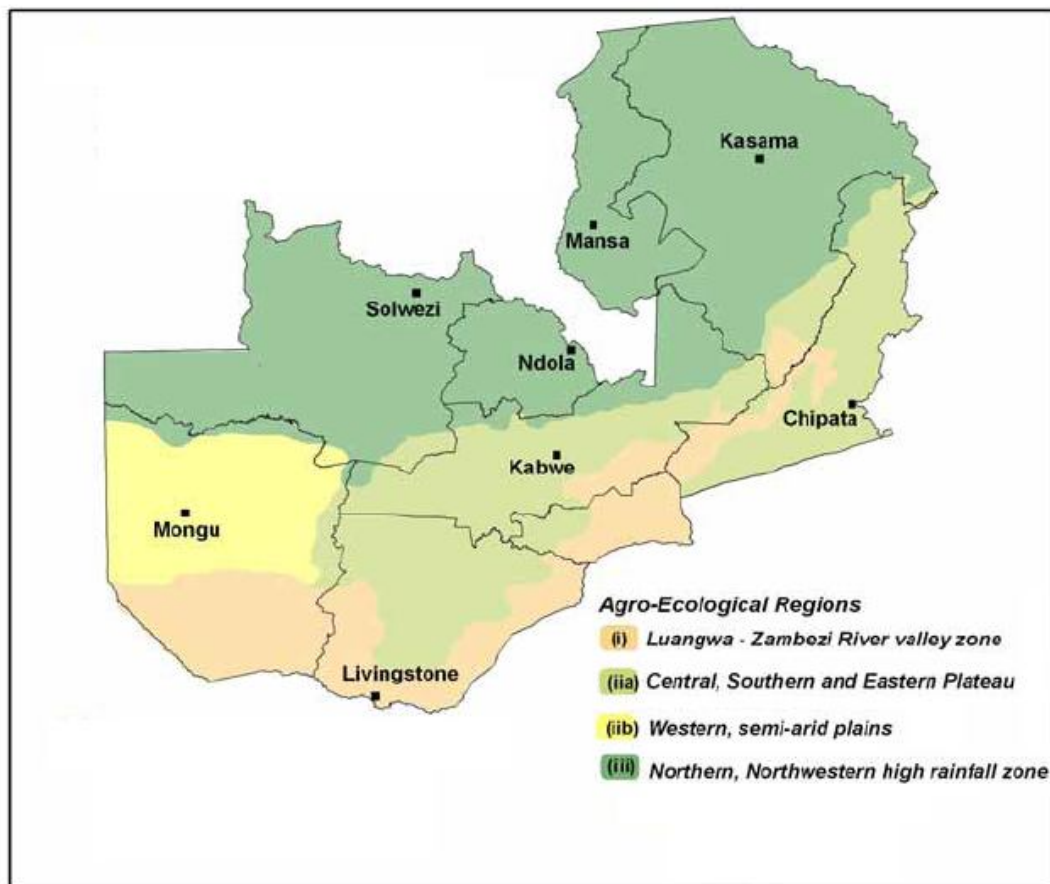 Kasama
Mansa
Solwezi
Ndola
Chipata
Kabwe
Mongu
Livingstone
Agro-Ecological Regions
(i) Luangwa - Zambezi River valley zone
(iia) Central, Southern and Eastern Plateau
(iib) Western, semi-arid plains
(iii) Northern, Northwestern high rainfall zone